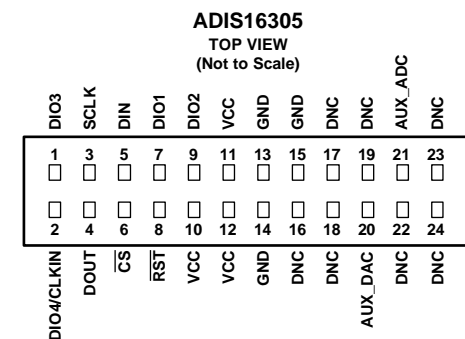 ADIS16305
TOP VIEW
(Not to Scale)
DIO3 SCLK DIN DIO1 DIO2 VCC GND GND DNC DNC AUX_ADC DNC
1 3 5 7 9 11 13 15 17 19 21 23
2 4 6 8 10 12 14 16 18 20 22 24
DIO4/CLKIN DOUT CS RST VCC VCC GND DNC DNC AUX_DAC DNC DNC